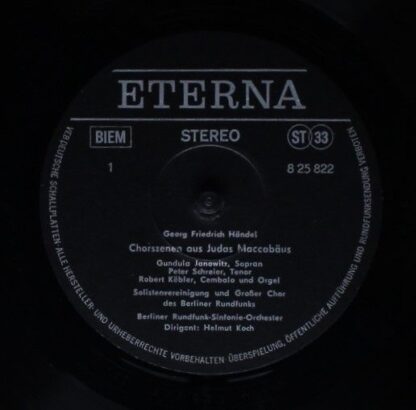 ETERNA
BIEM
STEREO
ST 33
1
8 25 822
Georg Friedrich Händel
Chorszenen aus Judas Maccabäus
Gundula Janowitz, Sopran
Peter Schreier, Tenor
Robert Köbler, Cembalo und Orgel
Solistenvereinigung und Großer Chor
des Berliner Rundfunks
Berliner Rundfunk-Sinfonie-Orchester
Dirigent: Helmut Koch
VEB DEUTSCHE SCHALLPLATTEN · ALLE HERSTELLER- UND URHEBERRECHTE VORBEHALTEN ÜBERSPIELUNG, ÖFFENTLICHE AUFFÜHRUNG UND RUNDFUNKSENDUNG VERBOTEN